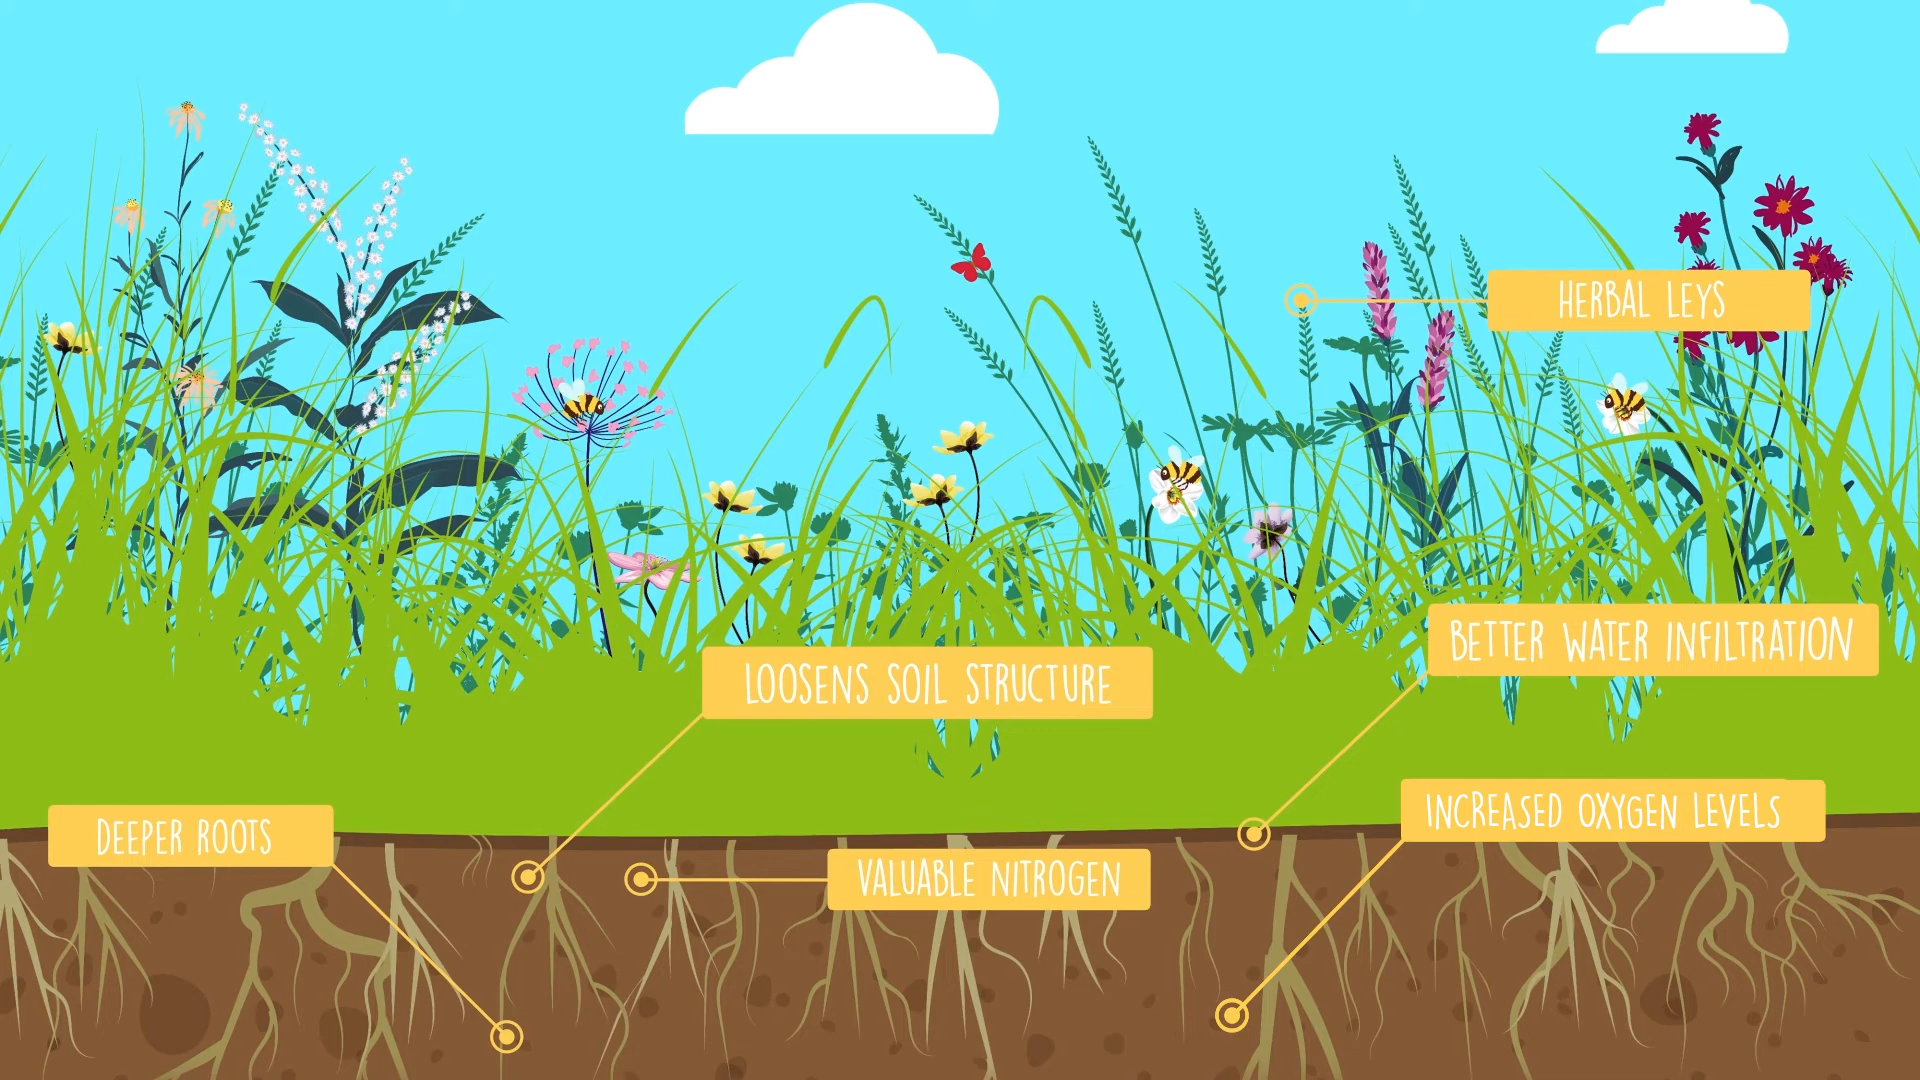 HERBAL LEYS
BETTER WATER INFILTRATION
LOOSENS SOIL STRUCTURE
INCREASED OXYGEN LEVELS
DEEPER ROOTS
VALUABLE NITROGEN